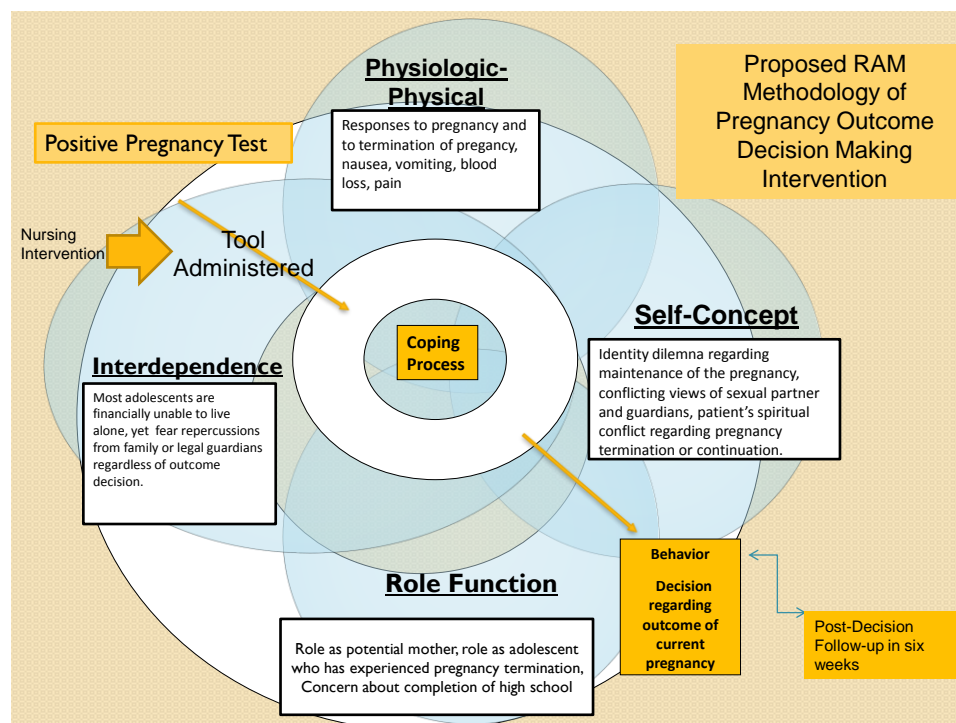 Proposed RAM
Methodology of
Pregnancy Outcome
Decision Making
Intervention
Physiologic-
Physical
Responses to pregnancy and
to termination of pregancy,
nausea, vomiting, blood
loss, pain
Positive Pregnancy Test
Nursing
Intervention
Tool
Administered
Coping
Process
Self-Concept
Identity dilemna regarding
maintenance of the pregnancy,
conflicting views of sexual partner
and guardians, patient’s spiritual
conflict regarding pregnancy
termination or continuation.
Interdependence
Most adolescents are
financially unable to live
alone, yet fear repercussions
from family or legal guardians
regardless of outcome
decision.
Role Function
Role as potential mother, role as adolescent
who has experienced pregnancy termination,
Concern about completion of high school
Behavior
Decision
regarding
outcome of
current
pregnancy
Post-Decision
Follow-up in six
weeks